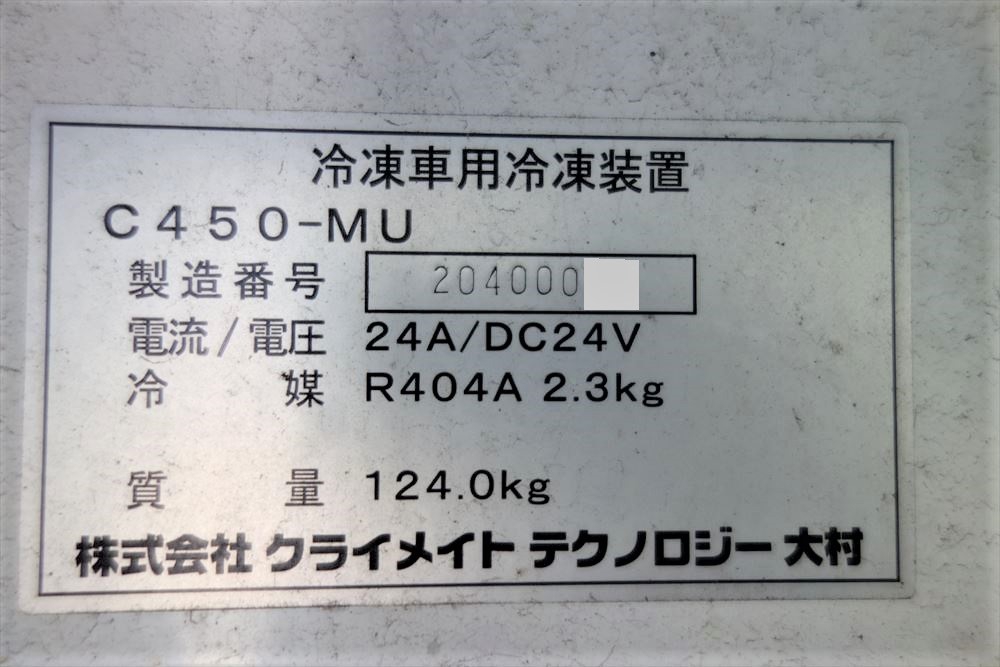 冷凍車用冷凍装置
C450-MU
製造番号 204000
電流/電圧 24A/DC24V
冷媒 R404A 2.3kg
質量 124.0kg
株式会社 クライメイト テクノロジー 大村